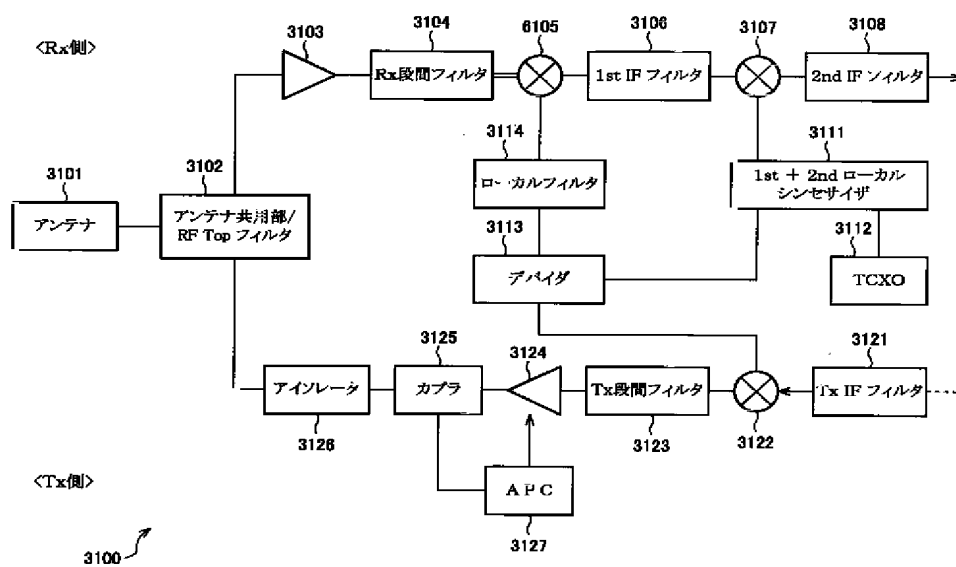 <Rx側>
3103
3104
6105
3106
3107
3108
Rx段間フィルタ
1st IF フィルタ
2nd IF フィルタ
3114
3111
ローカルフィルタ
1st + 2nd ローカル
シンセサイザ
3101
3102
アンテナ
アンテナ共用部/
RF Top フィルタ
3113
デバイダ
3112
TCXO
3125
3124
3121
アイソレータ
カプラ
Tx段間フィルタ
Tx IF フィルタ
3126
3123
3122
<Tx側>
APC
3127
3100